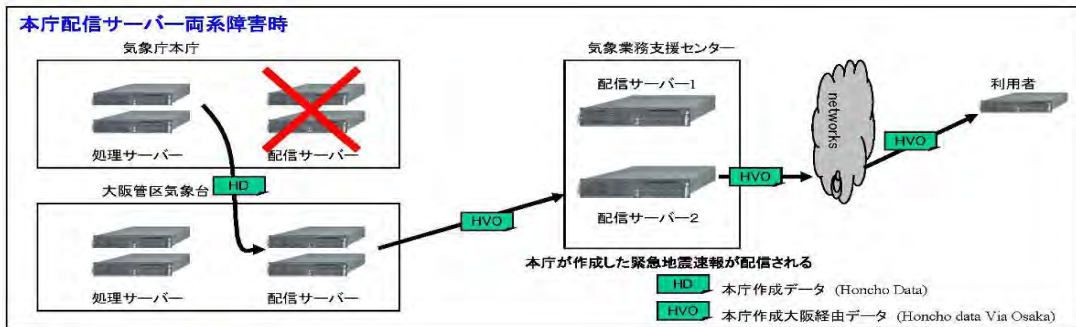 本庁配信サーバー両系障害時
気象庁本庁
処理サーバー
配信サーバー
HD
大阪管区気象台
処理サーバー
配信サーバー
HVO
気象業務支援センター
配信サーバー1
配信サーバー2
HVO
networks
HVO
利用者
本庁が作成した緊急地震速報が配信される
HD 本庁作成データ (Honcho Data)
HVO 本庁作成大阪経由データ (Honcho data Via Osaka)